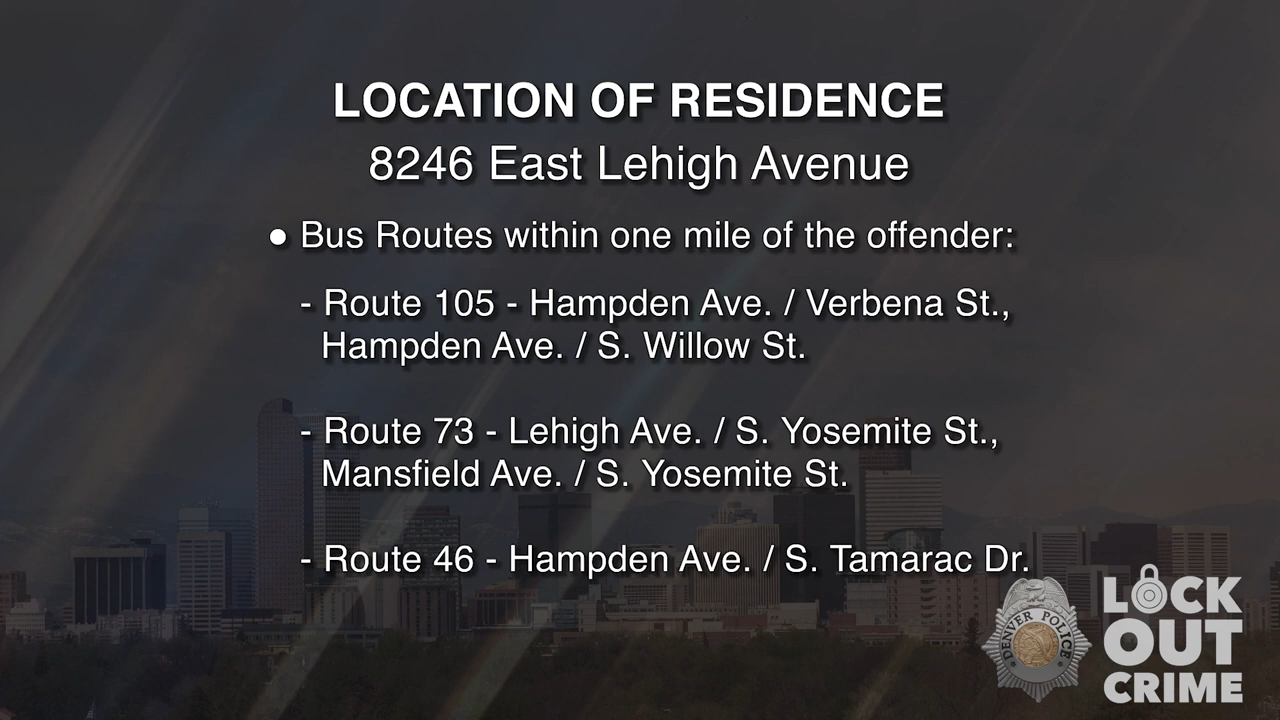 LOCATION OF RESIDENCE
8246 East Lehigh Avenue
● Bus Routes within one mile of the offender:
- Route 105 - Hampden Ave. / Verbena St.,
Hampden Ave. / S. Willow St.
- Route 73 - Lehigh Ave. / S. Yosemite St.,
Mansfield Ave. / S. Yosemite St.
- Route 46 - Hampden Ave. / S. Tamarac Dr.
DENVER POLICE
LOCK
OUT
CRIME